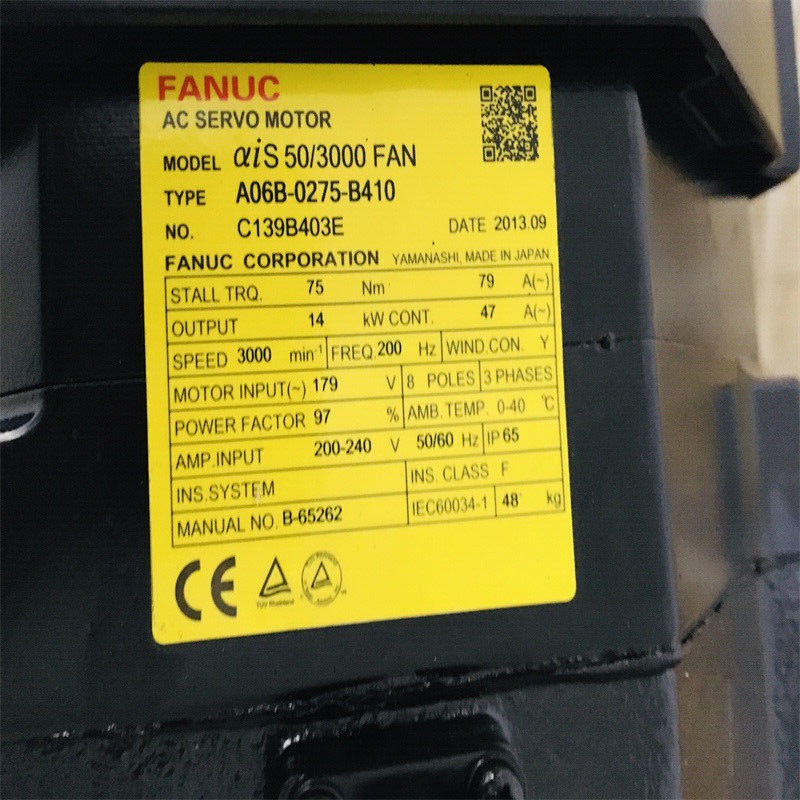 FANUC
AC SERVO MOTOR
MODEL αiS 50/3000 FAN
TYPE A06B-0275-B410
NO. C139B403E DATE 2013.09
FANUC CORPORATION YAMANASHI, MADE IN JAPAN
STALL TRQ. 75 Nm 79 A(~)
OUTPUT 14 kW CONT. 47 A(~)
SPEED 3000 min⁻¹ FREQ. 200 Hz WIND.CON. Y
MOTOR INPUT(~) 179 V 8 POLES 3 PHASES
POWER FACTOR 97 % AMB.TEMP. 0-40 ℃
AMP.INPUT 200-240 V 50/60 Hz IP 65
INS.SYSTEM INS. CLASS F
MANUAL NO. B-65262 IEC60034-1 48 kg
CE
TUV Rheinland